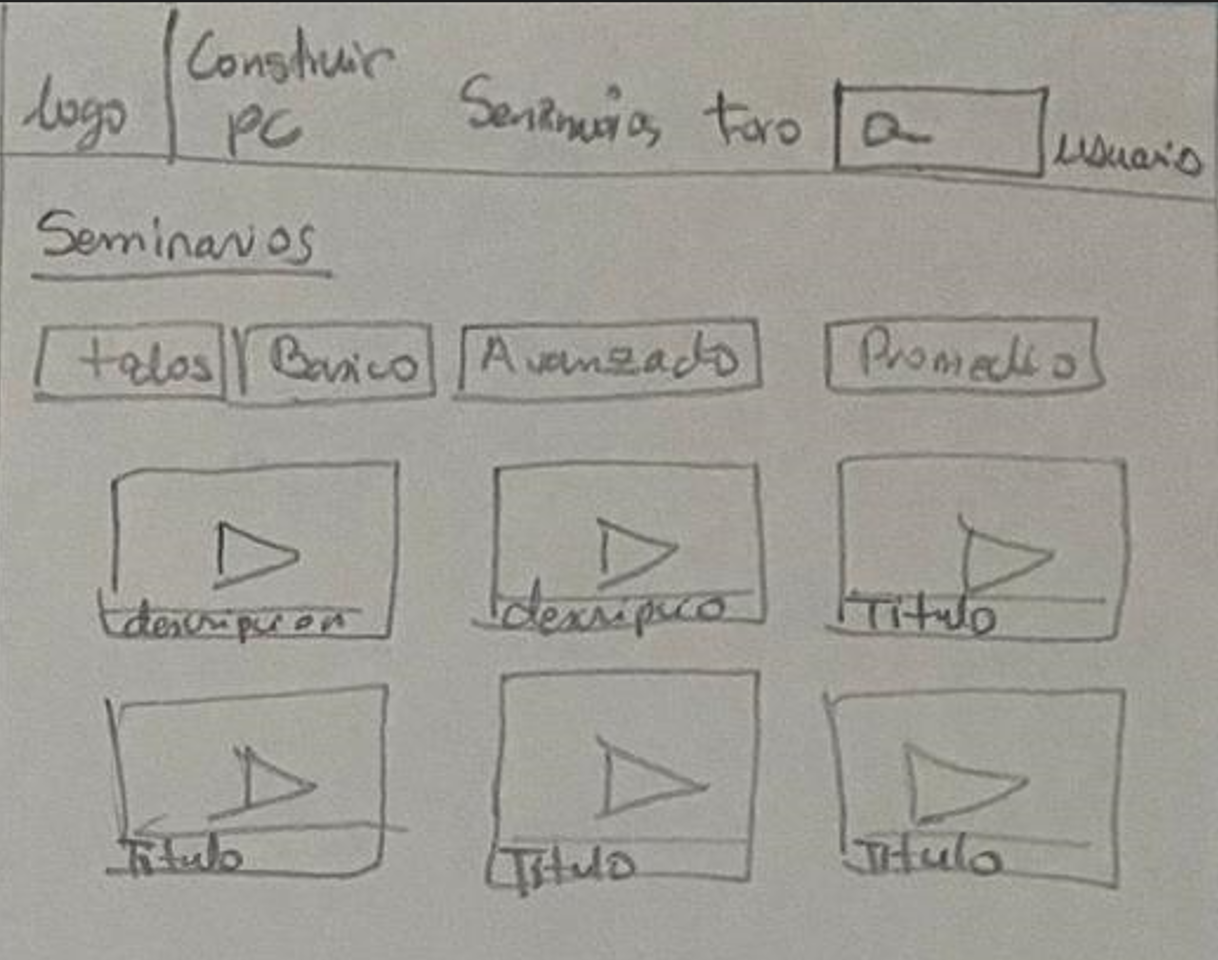 Logo
Construir
PC
Seminarios
foro
usuario
Seminarios
todos
Basico
Avanzado
Promedio
descripcion
descripcio
Titulo
Titulo
Titulo
Titulo